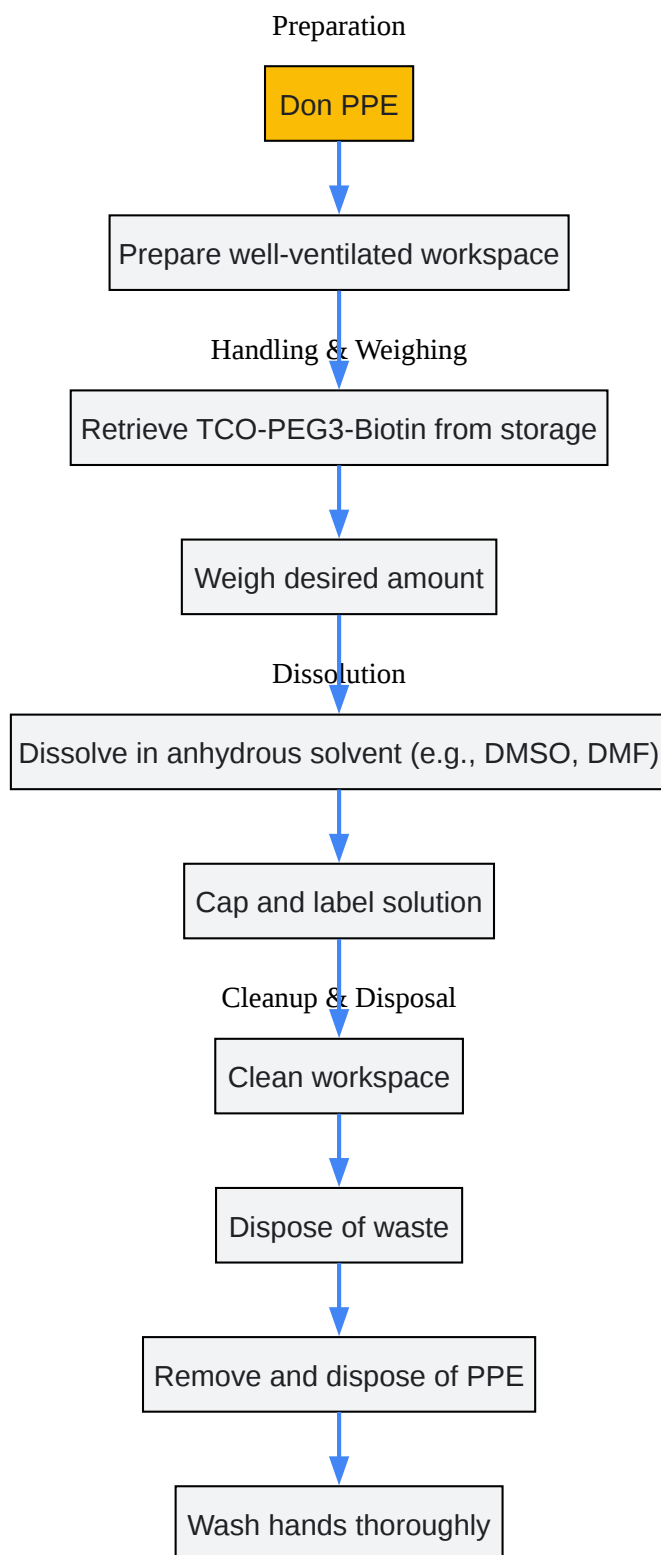 Preparation
Don PPE
Prepare well-ventilated workspace
Handling & Weighing
Retrieve TCO-PEG3-Biotin from storage
Weigh desired amount
Dissolution
Dissolve in anhydrous solvent (e.g., DMSO, DMF)
Cap and label solution
Cleanup & Disposal
Clean workspace
Dispose of waste
Remove and dispose of PPE
Wash hands thoroughly